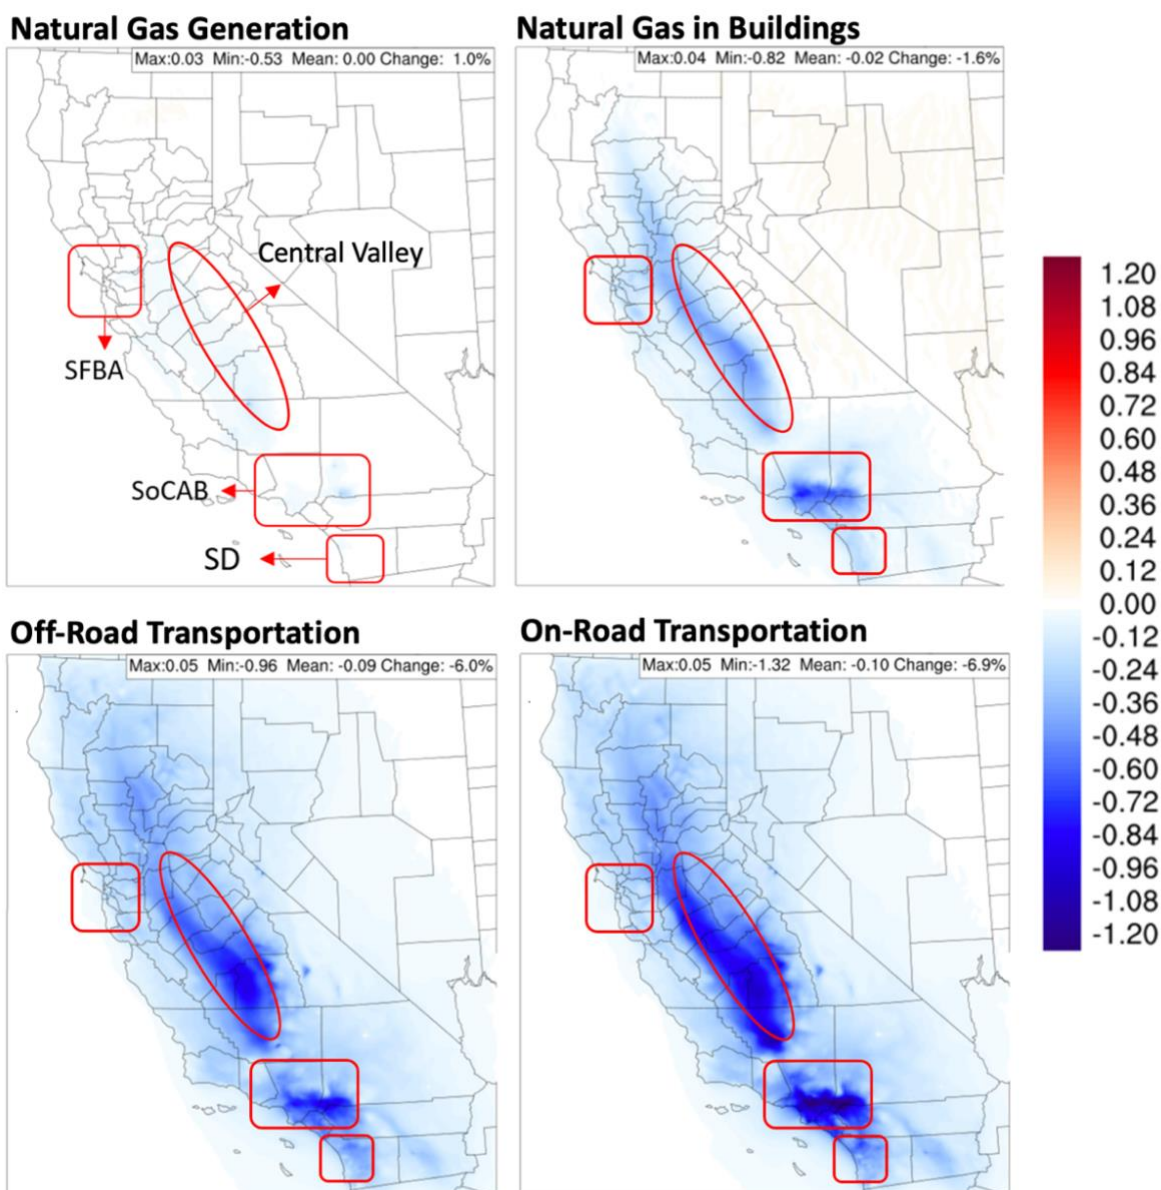 Natural Gas Generation
Max:0.03 Min:-0.53 Mean: 0.00 Change: 1.0%
Central Valley
SFBA
SoCAB
SD
Natural Gas in Buildings
Max:0.04 Min:-0.82 Mean: -0.02 Change: -1.6%
Off-Road Transportation
Max:0.05 Min:-0.96 Mean: -0.09 Change: -6.0%
On-Road Transportation
Max:0.05 Min:-1.32 Mean: -0.10 Change: -6.9%
1.20
1.08
0.96
0.84
0.72
0.60
0.48
0.36
0.24
0.12
0.00
-0.12
-0.24
-0.36
-0.48
-0.60
-0.72
-0.84
-0.96
-1.08
-1.20